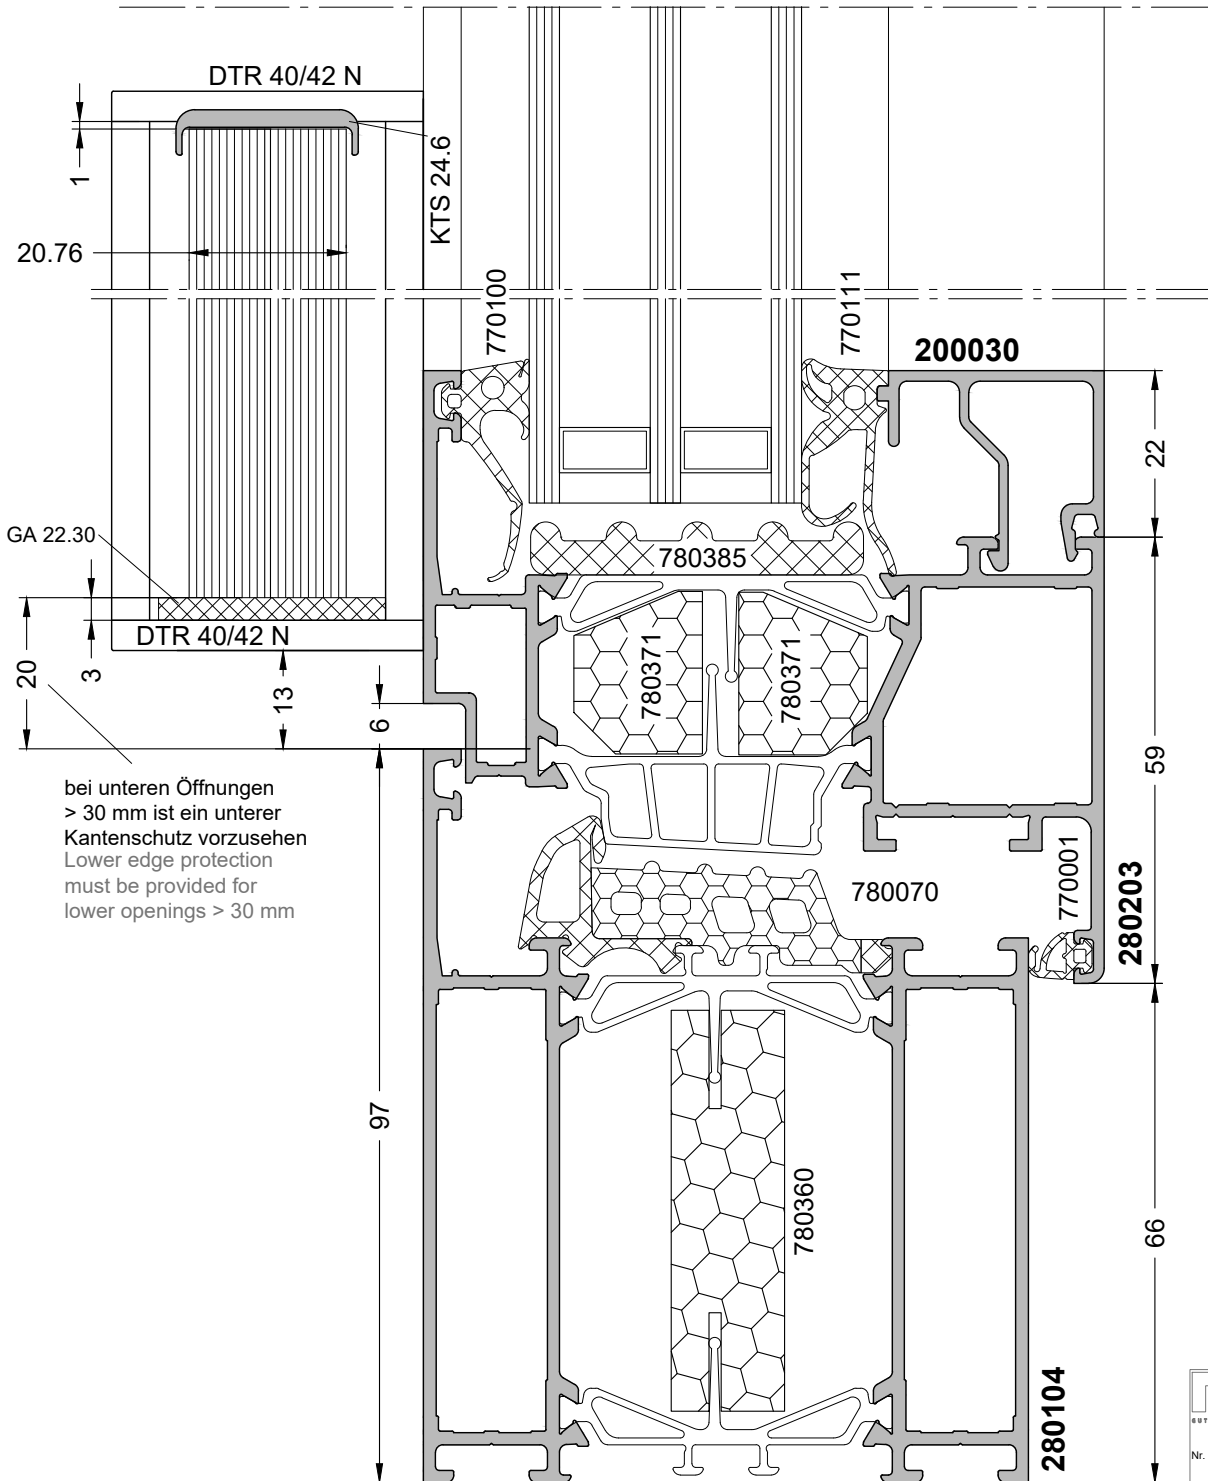 DTR 40/42 N
1
KTS 24.6
20.76
770100
770111
200030
22
GA 22.30
780385
DTR 40/42 N
20
3
13
6
780371
780371
59
bei unteren Öffnungen
> 30 mm ist ein unterer
Kantenschutz vorzusehen
Lower edge protection
must be provided for
lower openings > 30 mm
780070
770001
280203
97
780360
66
280104
GUT
Nr.